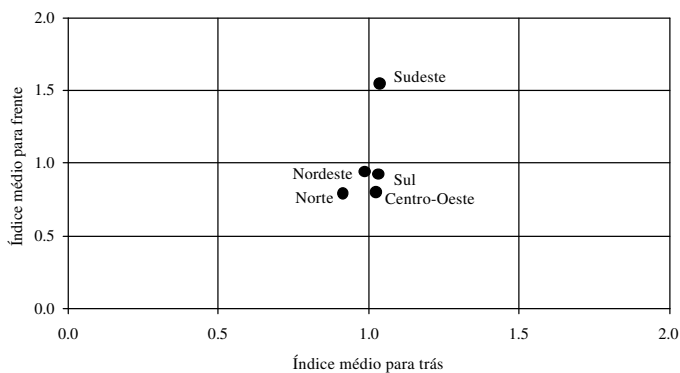 2.0
Sudeste
1.5
Índice médio para frente
1.0
Nordeste
Sul
Norte
Centro-Oeste
0.5
0.0
0.0
0.5
1.0
1.5
2.0
Índice médio para trás